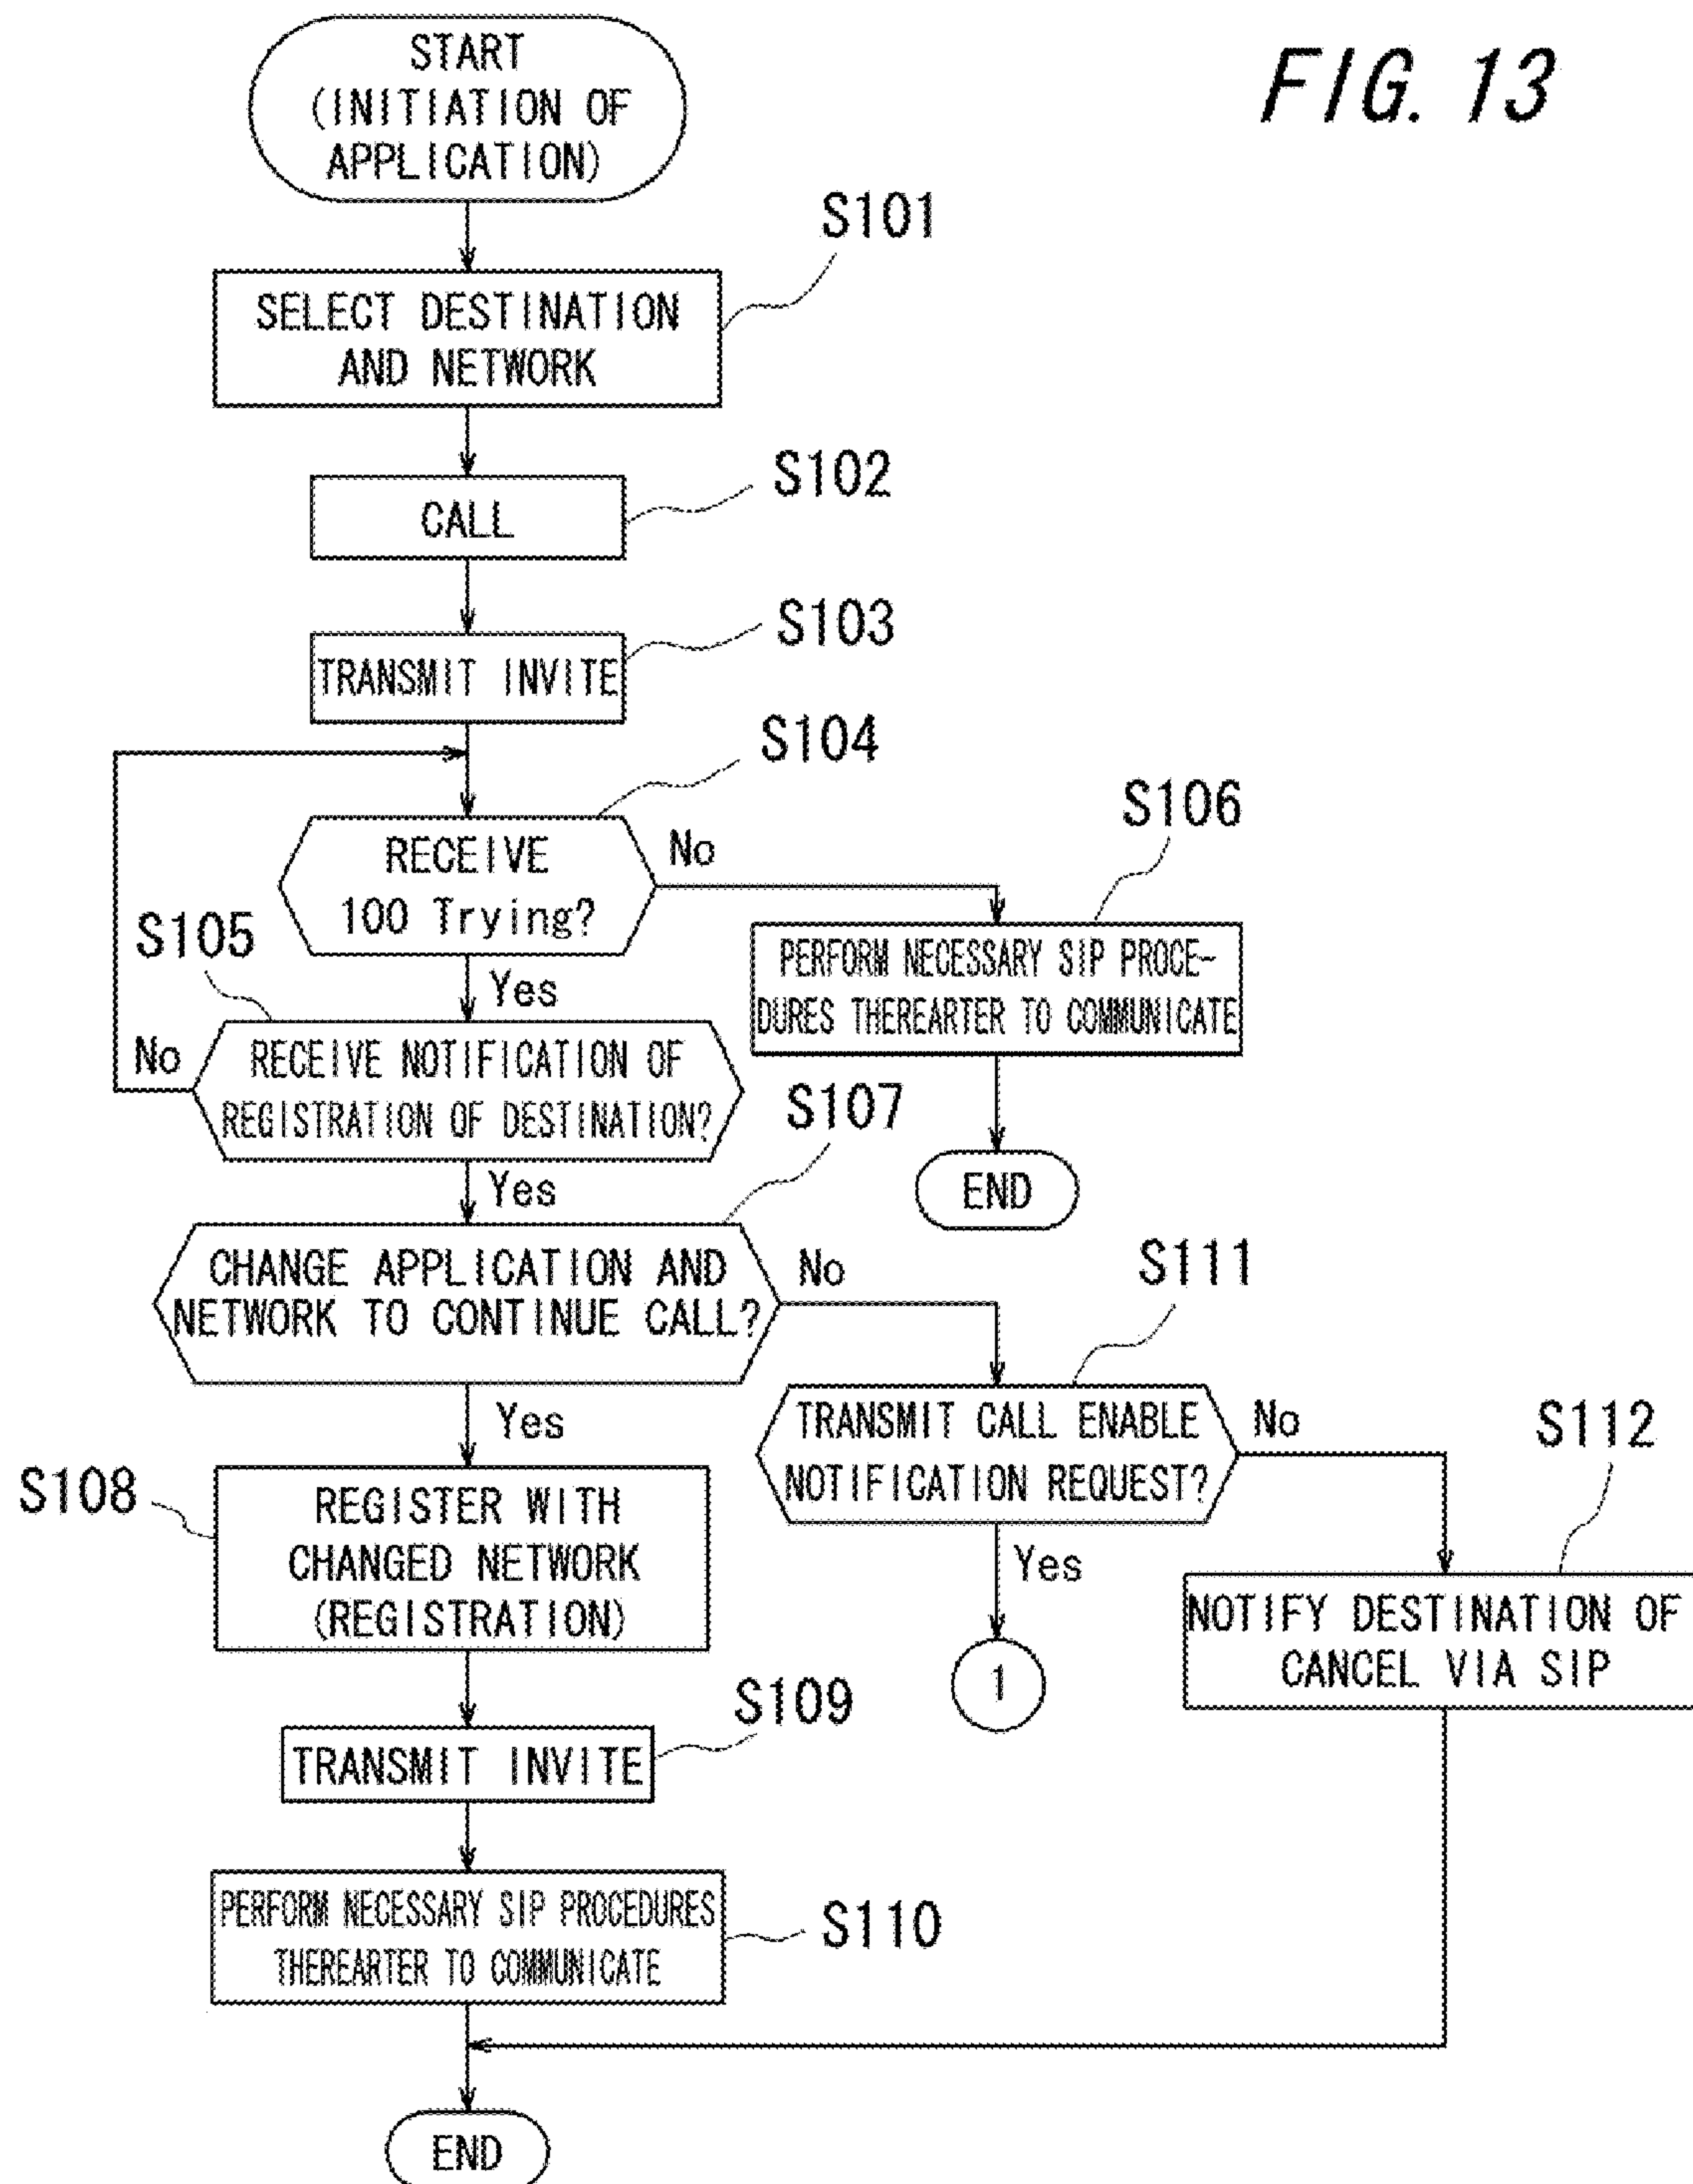 FIG. 13
START
(INITIATION OF
APPLICATION)
S101
SELECT DESTINATION
AND NETWORK
S102
CALL
S103
TRANSMIT INVITE
S104
RECEIVE
100 Trying?
No
Yes
S106
PERFORM NECESSARY SIP PROCE-
DURES THEREARTER TO COMMUNICATE
END
S105
RECEIVE NOTIFICATION OF
REGISTRATION OF DESTINATION?
No
Yes
S107
CHANGE APPLICATION AND
NETWORK TO CONTINUE CALL?
No
Yes
S111
TRANSMIT CALL ENABLE
NOTIFICATION REQUEST?
No
Yes
1
S112
NOTIFY DESTINATION OF
CANCEL VIA SIP
S108
REGISTER WITH
CHANGED NETWORK
(REGISTRATION)
S109
TRANSMIT INVITE
S110
PERFORM NECESSARY SIP PROCEDURES
THEREARTER TO COMMUNICATE
END